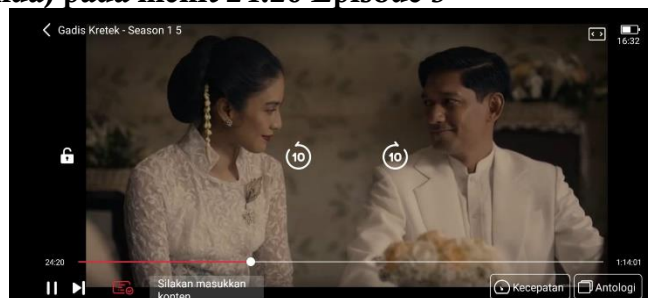 nda) pada menit 24:20 Episode 5
Gadis Kretek - Season 1 5
16:32
10 10
24:20 1:14:01
Silakan masukkan
konten
Kecepatan Antologi